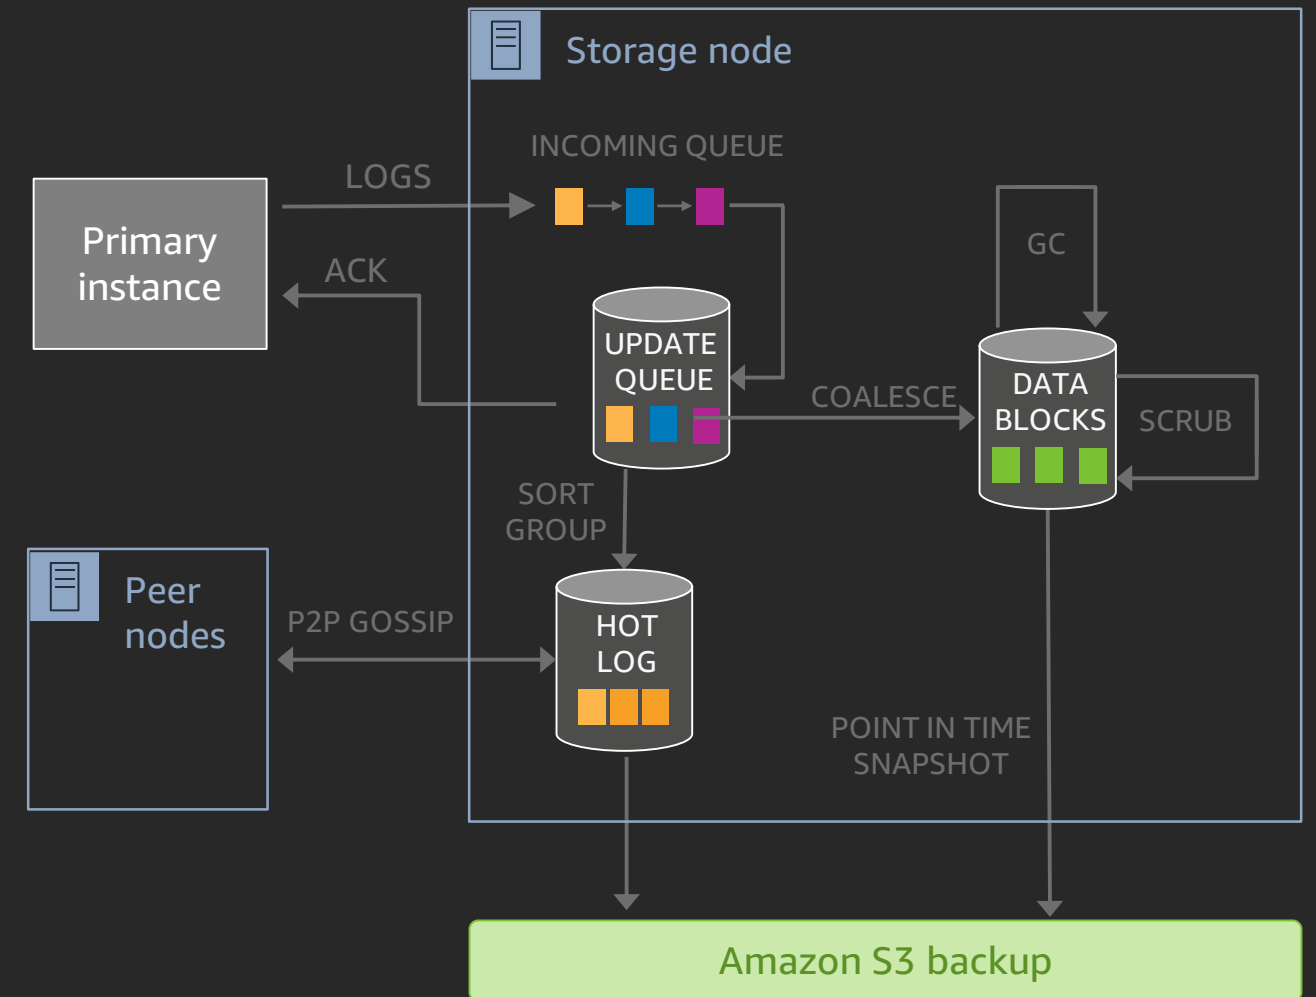 Storage node
INCOMING QUEUE
LOGS
Primary
instance
ACK
GC
UPDATE
QUEUE
COALESCE
DATA
BLOCKS
SCRUB
SORT
GROUP
Peer
nodes
P2P GOSSIP
HOT
LOG
POINT IN TIME
SNAPSHOT
Amazon S3 backup